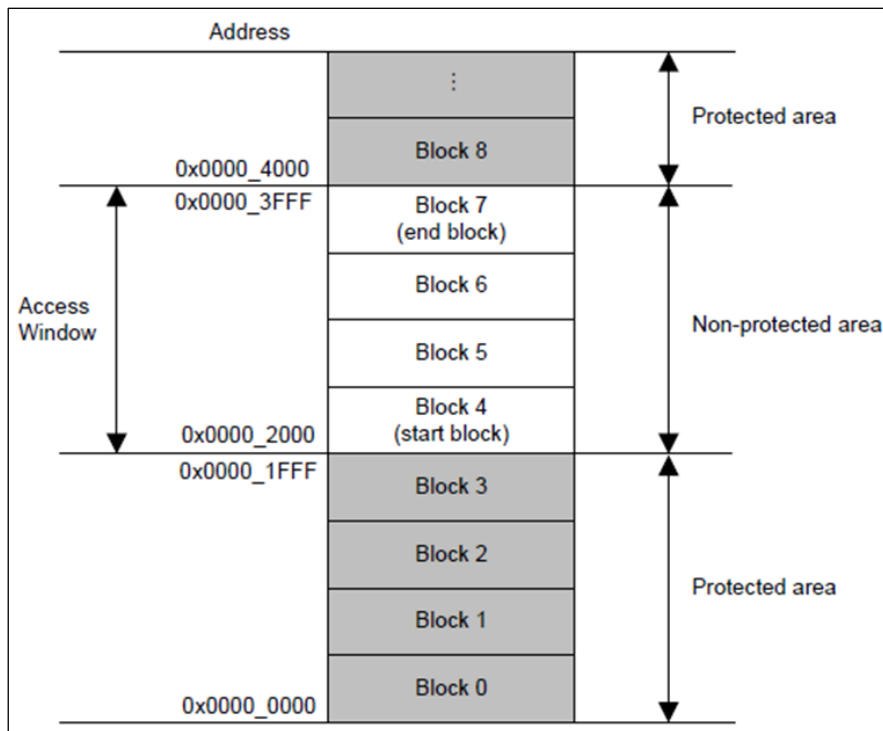 Address
⋮
Protected area
Block 8
0x0000_4000
0x0000_3FFF
Block 7
(end block)
Block 6
Access
Window
Non-protected area
Block 5
Block 4
(start block)
0x0000_2000
0x0000_1FFF
Block 3
Block 2
Protected area
Block 1
Block 0
0x0000_0000